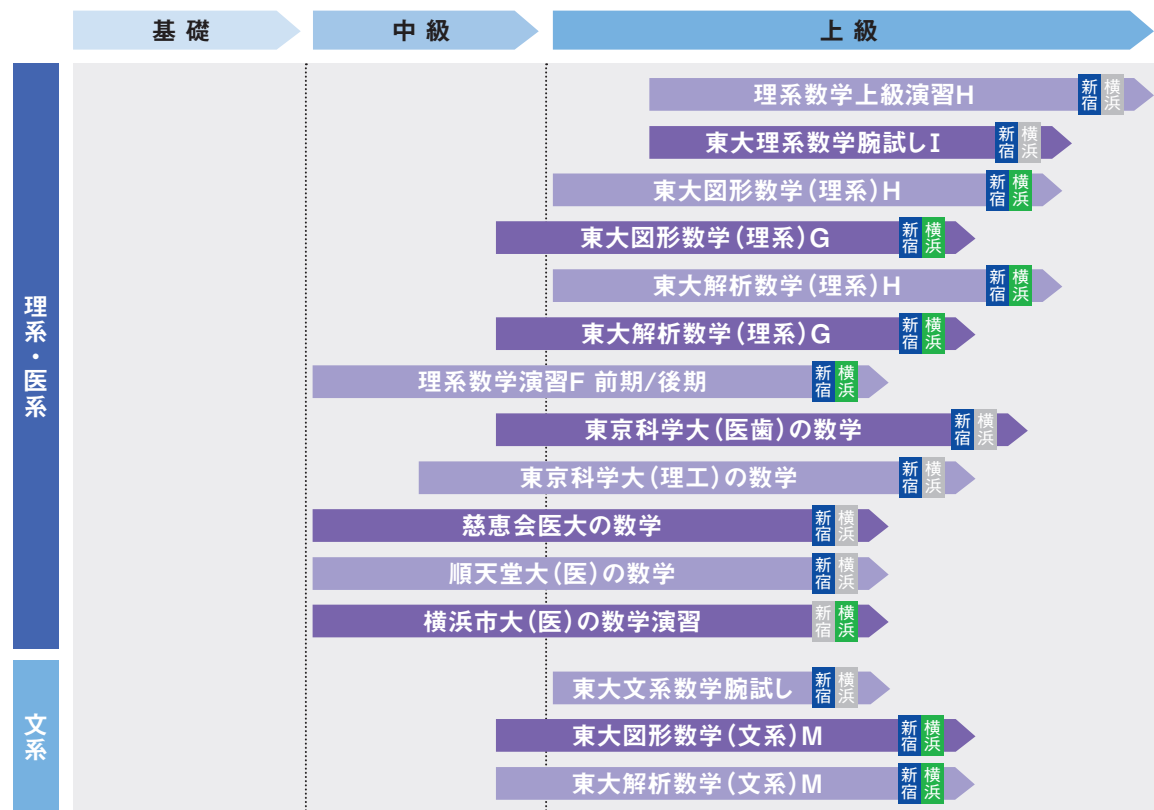 基礎 中級 上級
理系・医系
理系数学上級演習H 新宿 横浜
東大理系数学腕試しI 新宿 横浜
東大図形数学(理系)H 新宿 横浜
東大図形数学(理系)G 新宿 横浜
東大解析数学(理系)H 新宿 横浜
東大解析数学(理系)G 新宿 横浜
理系数学演習F 前期/後期 新宿 横浜
東京科学大(医歯)の数学 新宿 横浜
東京科学大(理工)の数学 新宿 横浜
慈恵会医大の数学 新宿 横浜
順天堂大(医)の数学 新宿 横浜
横浜市大(医)の数学演習 新宿 横浜
文系
東大文系数学腕試し 新宿 横浜
東大図形数学(文系)M 新宿 横浜
東大解析数学(文系)M 新宿 横浜